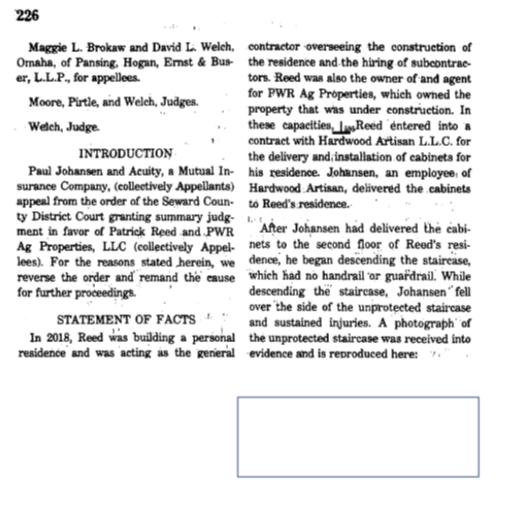 226
Maggie L. Brokaw and David L. Welch,
Omaha, of Pansing, Hogan, Ernst & Bus-
er, L.L.P., for appellees.
Moore, Pirtle, and Welch, Judges.
Welch, Judge.
INTRODUCTION
Paul Johansen and Acuity, a Mutual In-
surance Company, (collectively Appellants)
appeal from the order of the Seward Coun-
ty District Court granting summary judg-
ment in favor of Patrick Reed and PWR
Ag Properties, LLC (collectively Appel-
lees). For the reasons stated herein, we
reverse the order and remand the cause
for further proceedings.
STATEMENT OF FACTS
In 2018, Reed was building a personal
residence and was acting as the general
contractor overseeing the construction of
the residence and the hiring of subcontrac-
tors. Reed was also the owner of and agent
for PWR Ag Properties, which owned the
property that was under construction. In
these capacities, Reed entered into a
contract with Hardwood Artisan L.L.C. for
the delivery and installation of cabinets for
his residence. Johansen, an employee of
Hardwood Artisan, delivered the cabinets
to Reed's residence.
After Johansen had delivered the cabi-
nets to the second floor of Reed's resi-
dence, he began descending the staircase,
which had no handrail or guardrail. While
descending the staircase, Johansen fell
over the side of the unprotected staircase
and sustained injuries. A photograph of
the unprotected staircase was received into
evidence and is reproduced here: